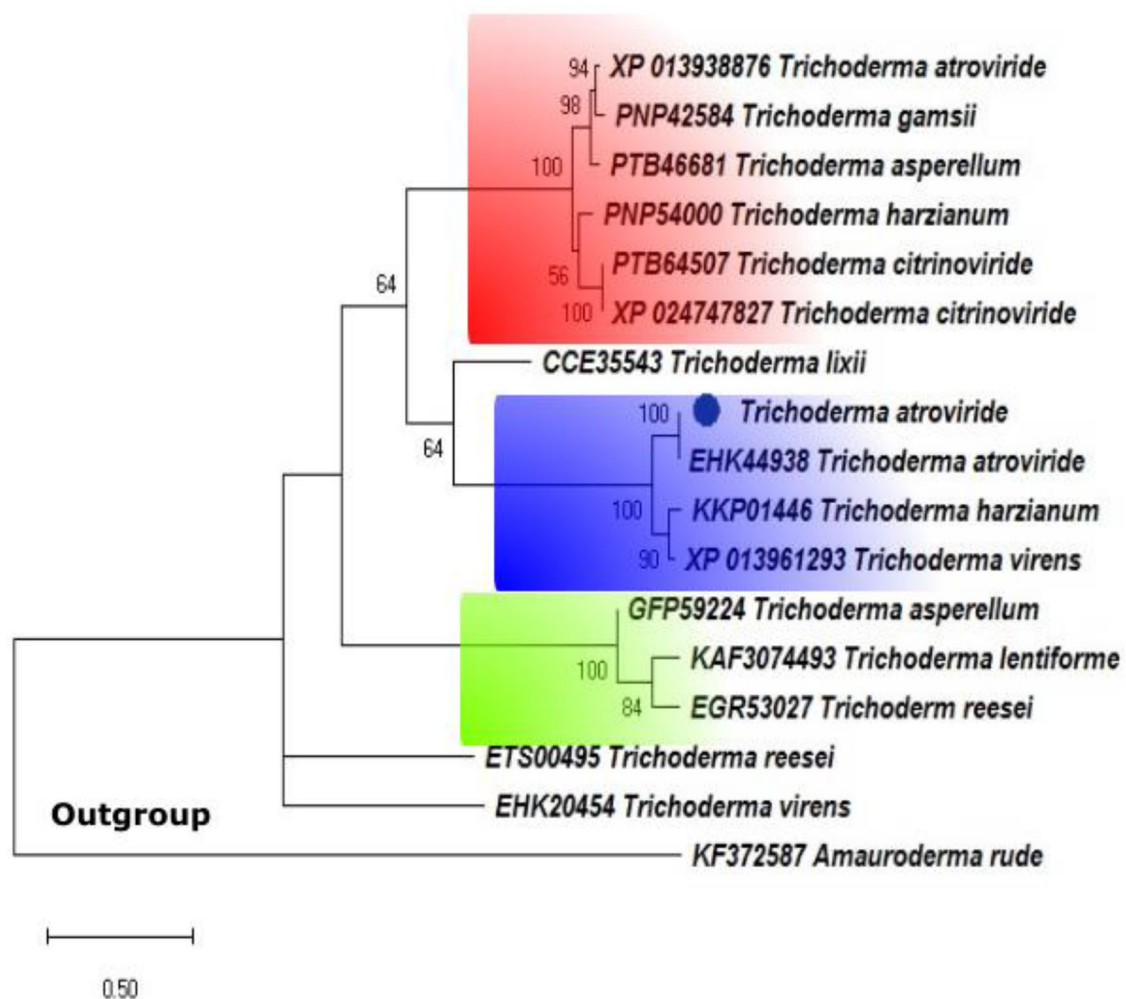 94
XP 013938876 Trichoderma atroviride
98
PNP42584 Trichoderma gamsii
100
PTB46681 Trichoderma asperellum
PNP54000 Trichoderma harzianum
64
56
PTB64507 Trichoderma citrinoviride
100
XP 024747827 Trichoderma citrinoviride
CCE35543 Trichoderma lixii
100
Trichoderma atroviride
64
EHK44938 Trichoderma atroviride
100
KKP01446 Trichoderma harzianum
90
XP 013961293 Trichoderma virens
GFP59224 Trichoderma asperellum
100
KAF3074493 Trichoderma lentiforme
84
EGR53027 Trichoderm reesei
ETS00495 Trichoderma reesei
Outgroup
EHK20454 Trichoderma virens
KF372587 Amauroderma rude
0.50